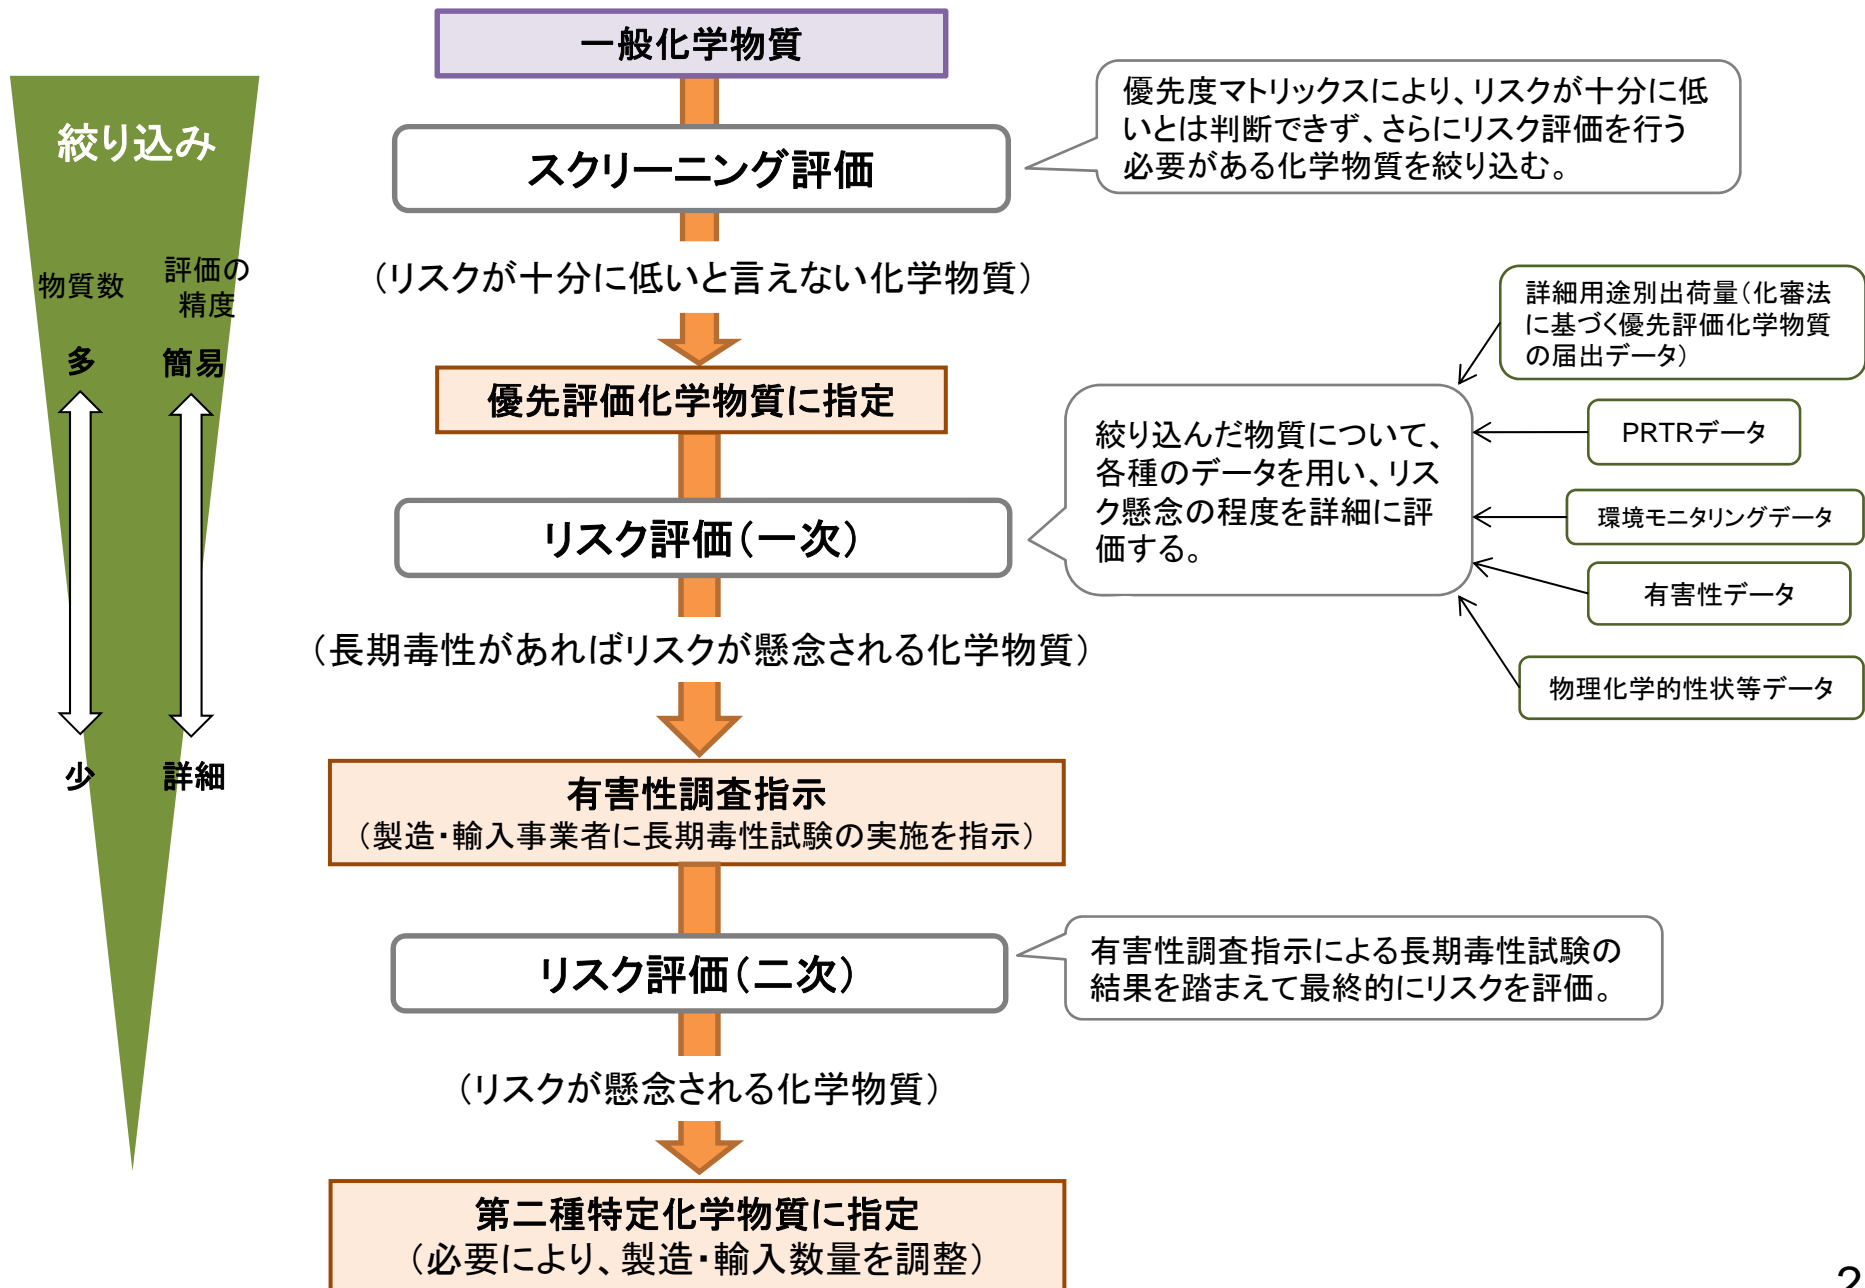 一般化学物質
絞り込み
スクリーニング評価
優先度マトリックスにより、リスクが十分に低
いとは判断できず、さらにリスク評価を行う
必要がある化学物質を絞り込む。
(リスクが十分に低いと言えない化学物質)
物質数
評価の
精度
多
簡易
少
詳細
優先評価化学物質に指定
リスク評価(一次)
絞り込んだ物質について、
各種のデータを用い、リス
ク懸念の程度を詳細に評
価する。
詳細用途別出荷量(化審法
に基づく優先評価化学物質
の届出データ)
PRTRデータ
環境モニタリングデータ
有害性データ
物理化学的性状等データ
(長期毒性があればリスクが懸念される化学物質)
有害性調査指示
(製造・輸入事業者に長期毒性試験の実施を指示)
リスク評価(二次)
有害性調査指示による長期毒性試験の
結果を踏まえて最終的にリスクを評価。
(リスクが懸念される化学物質)
第二種特定化学物質に指定
(必要により、製造・輸入数量を調整)
2